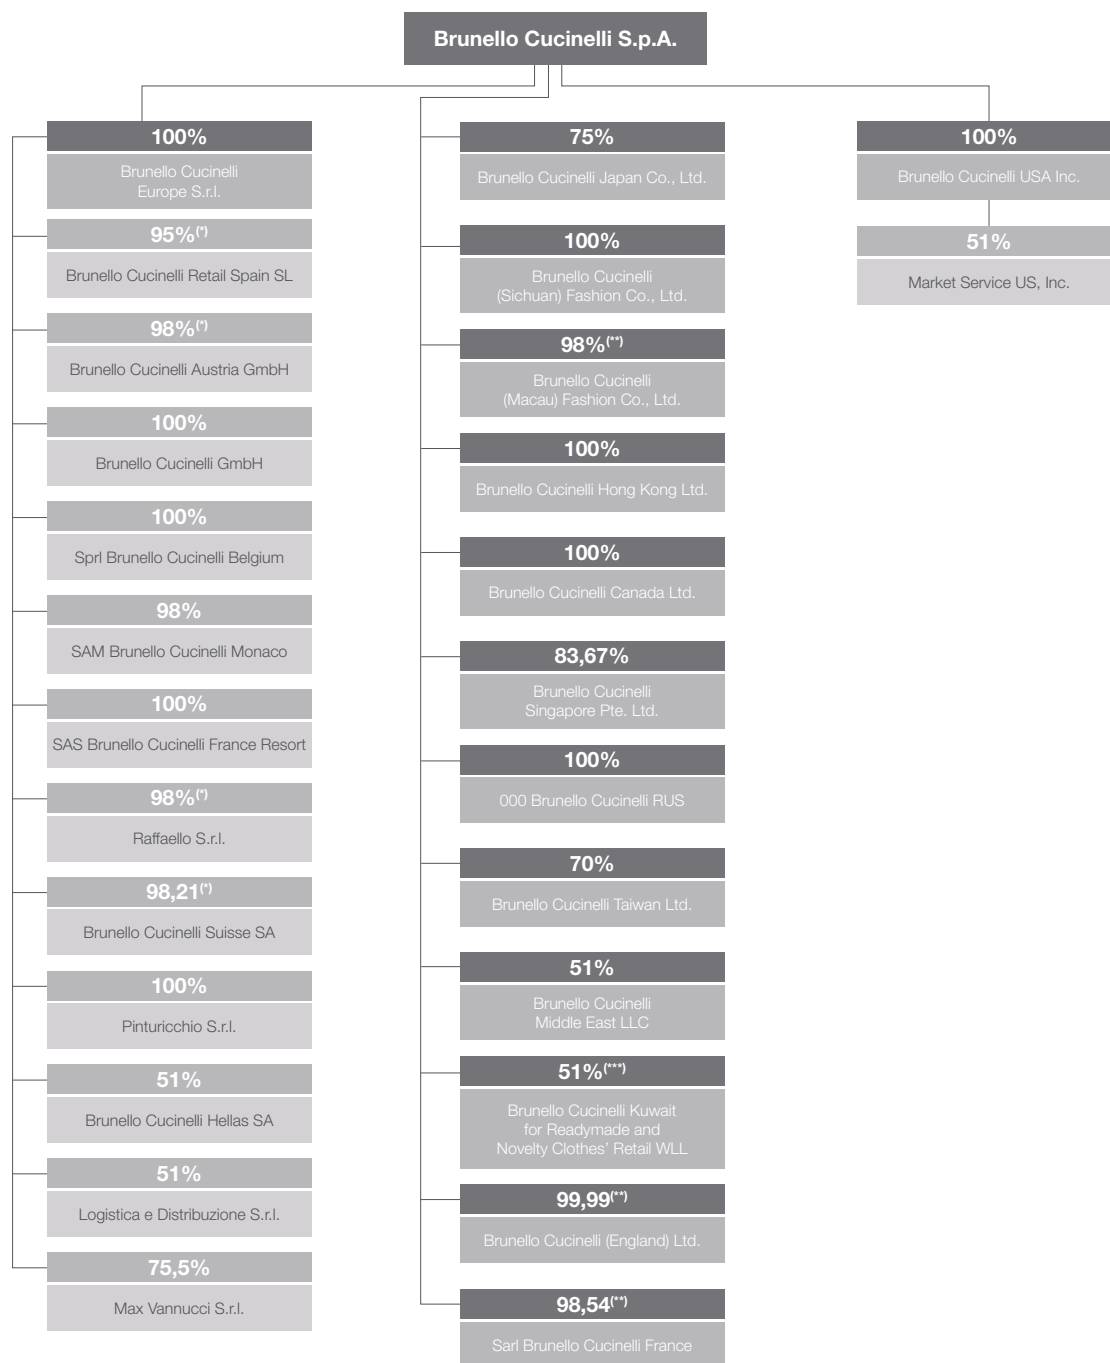 Brunello Cucinelli S.p.A.
100%
Brunello Cucinelli
Europe S.r.l.
95%(*)
Brunello Cucinelli Retail Spain SL
98%(*)
Brunello Cucinelli Austria GmbH
100%
Brunello Cucinelli GmbH
100%
Sprl Brunello Cucinelli Belgium
98%
SAM Brunello Cucinelli Monaco
100%
SAS Brunello Cucinelli France Resort
98%(*)
Raffaello S.r.l.
98,21(*)
Brunello Cucinelli Suisse SA
100%
Pinturicchio S.r.l.
51%
Brunello Cucinelli Hellas SA
51%
Logistica e Distribuzione S.r.l.
75,5%
Max Vannucci S.r.l.
75%
Brunello Cucinelli Japan Co., Ltd.
100%
Brunello Cucinelli
(Sichuan) Fashion Co., Ltd.
98%(**)
Brunello Cucinelli
(Macau) Fashion Co., Ltd.
100%
Brunello Cucinelli Hong Kong Ltd.
100%
Brunello Cucinelli Canada Ltd.
83,67%
Brunello Cucinelli
Singapore Pte. Ltd.
100%
000 Brunello Cucinelli RUS
70%
Brunello Cucinelli Taiwan Ltd.
51%
Brunello Cucinelli
Middle East LLC
51%(***)
Brunello Cucinelli Kuwait
for Readymade and
Novelty Clothes’ Retail WLL
99,99(**)
Brunello Cucinelli (England) Ltd.
98,54(**)
Sarl Brunello Cucinelli France
100%
Brunello Cucinelli USA Inc.
51%
Market Service US, Inc.